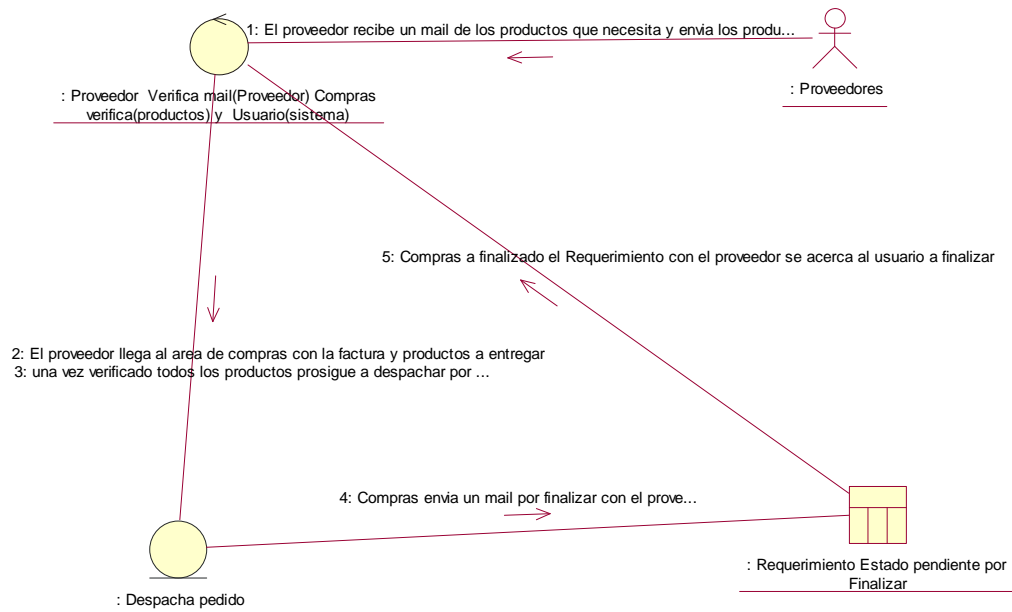 1: El proveedor recibe un mail de los productos que necesita y envia los produ...
: Proveedores
: Proveedor Verifica mail(Proveedor) Compras
verifica(productos) y Usuario(sistema)
5: Compras a finalizado el Requerimiento con el proveedor se acerca al usuario a finalizar
2: El proveedor llega al area de compras con la factura y productos a entregar
3: una vez verificado todos los productos prosigue a despachar por ...
4: Compras envia un mail por finalizar con el prove...
: Requerimiento Estado pendiente por
Finalizar
: Despacha pedido